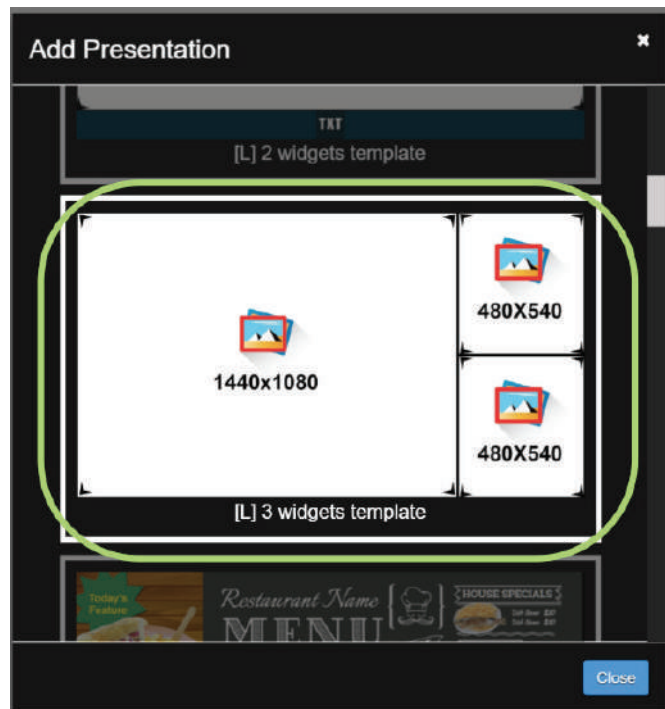 Add Presentation
TXT
[L] 2 widgets template
1440x1080
480X540
480X540
[L] 3 widgets template
Today's
Feature
Restaurant Name
MENU
HOUSE SPECIALS
Close